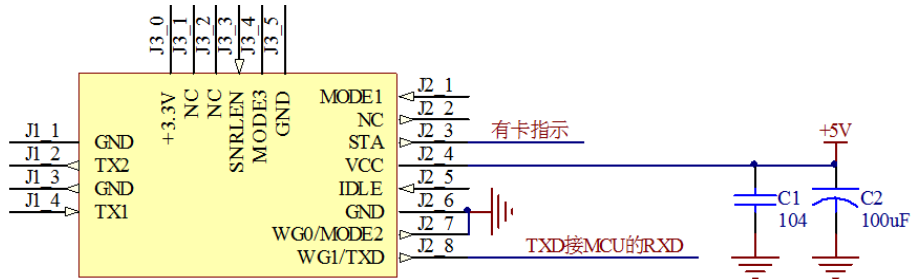 J3_0
J3_1
J3_2
J3_3
J3_4
J3_5
+3.3V
NC
NC
SNRLEN
MODE3
GND
J1_1 GND
J1_2 TX2
J1_3 GND
J1_4 TX1
MODE1 J2_1
NC J2_2
STA J2_3 有卡指示
VCC J2_4
IDLE J2_5
GND J2_6
WG0/MODE2 J2_7
WG1/TXD J2_8 TXD接MCU的RXD
+5V
C1
104
C2
100uF